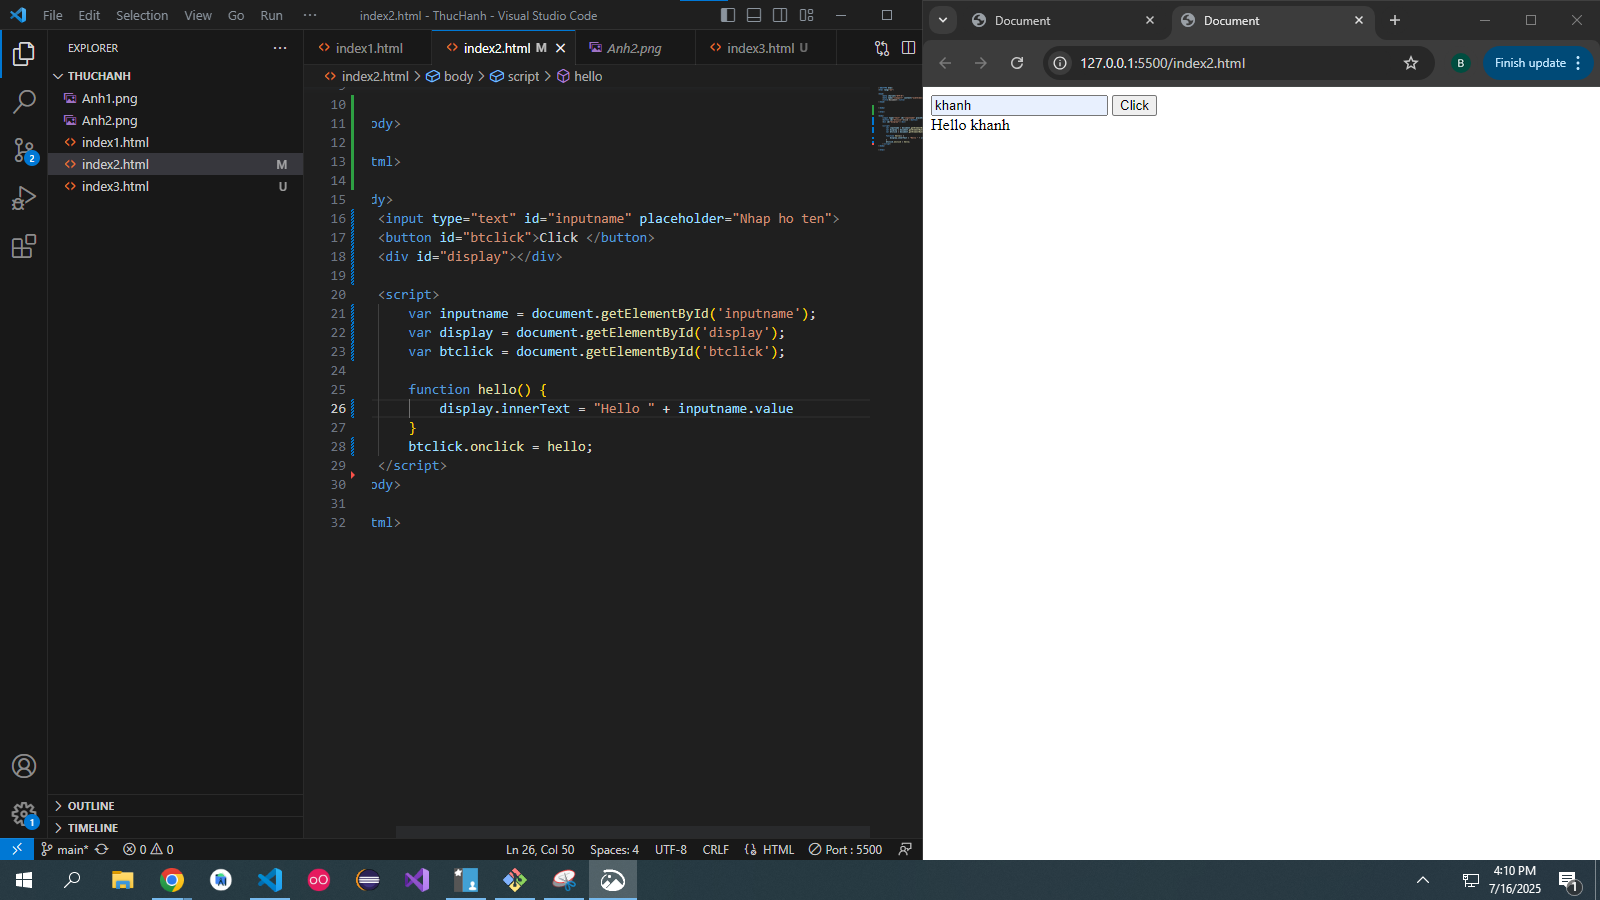 File Edit Selection View Go Run ··· index2.html - ThucHanh - Visual Studio Code
EXPLORER ···
THUCHANH
Anh1.png
Anh2.png
index1.html
index2.html M
index3.html U
OUTLINE
TIMELINE
index1.html index2.html M Anh2.png index3.html U
index2.html > body > script > hello
10
11 ody>
12
13 tml>
14
15 dy>
16 <input type="text" id="inputname" placeholder="Nhap ho ten">
17 <button id="btclick">Click </button>
18 <div id="display"></div>
19
20 <script>
21 var inputname = document.getElementById('inputname');
22 var display = document.getElementById('display');
23 var btclick = document.getElementById('btclick');
24
25 function hello() {
26 display.innerText = "Hello " + inputname.value
27 }
28 btclick.onclick = hello;
29 </script>
30 ody>
31
32 tml>
2
1
main* 0 0 Ln 26, Col 50 Spaces: 4 UTF-8 CRLF HTML Port : 5500
Document Document
127.0.0.1:5500/index2.html B Finish update
khanh Click
Hello khanh
4:10 PM
7/16/2025
1